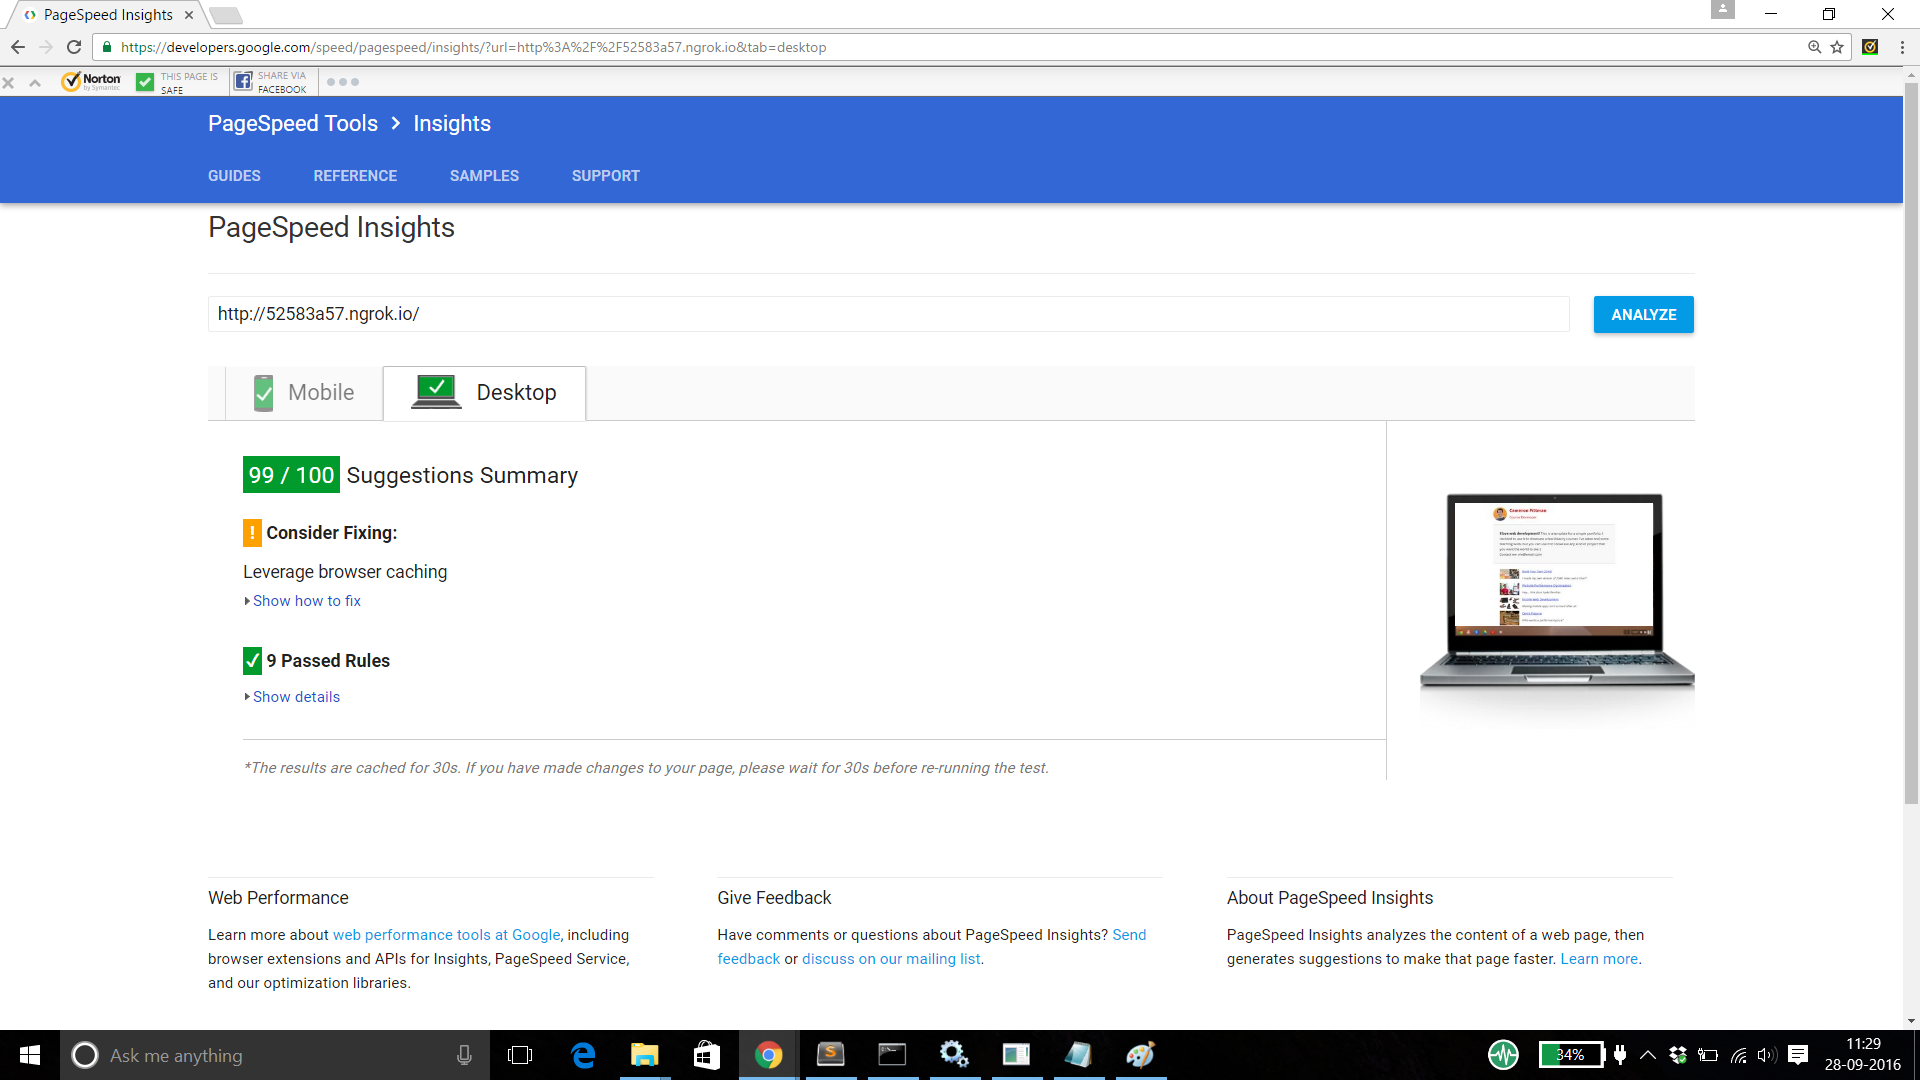 PageSpeed Insights
https://developers.google.com/speed/pagespeed/insights/?url=http%3A%2F%2F52583a57.ngrok.io&tab=desktop
Norton
by Symantec
THIS PAGE IS
SAFE
SHARE VIA
FACEBOOK
PageSpeed Tools > Insights
GUIDES REFERENCE SAMPLES SUPPORT
PageSpeed Insights
http://52583a57.ngrok.io/
ANALYZE
Mobile
Desktop
99 / 100 Suggestions Summary
! Consider Fixing:
Leverage browser caching
Show how to fix
9 Passed Rules
Show details
*The results are cached for 30s. If you have made changes to your page, please wait for 30s before re-running the test.
Cameron Pittman
Web Performance
Learn more about web performance tools at Google, including
browser extensions and APIs for Insights, PageSpeed Service,
and our optimization libraries.
Give Feedback
Have comments or questions about PageSpeed Insights? Send
feedback or discuss on our mailing list.
About PageSpeed Insights
PageSpeed Insights analyzes the content of a web page, then
generates suggestions to make that page faster. Learn more.
Ask me anything
34%
11:29
28-09-2016